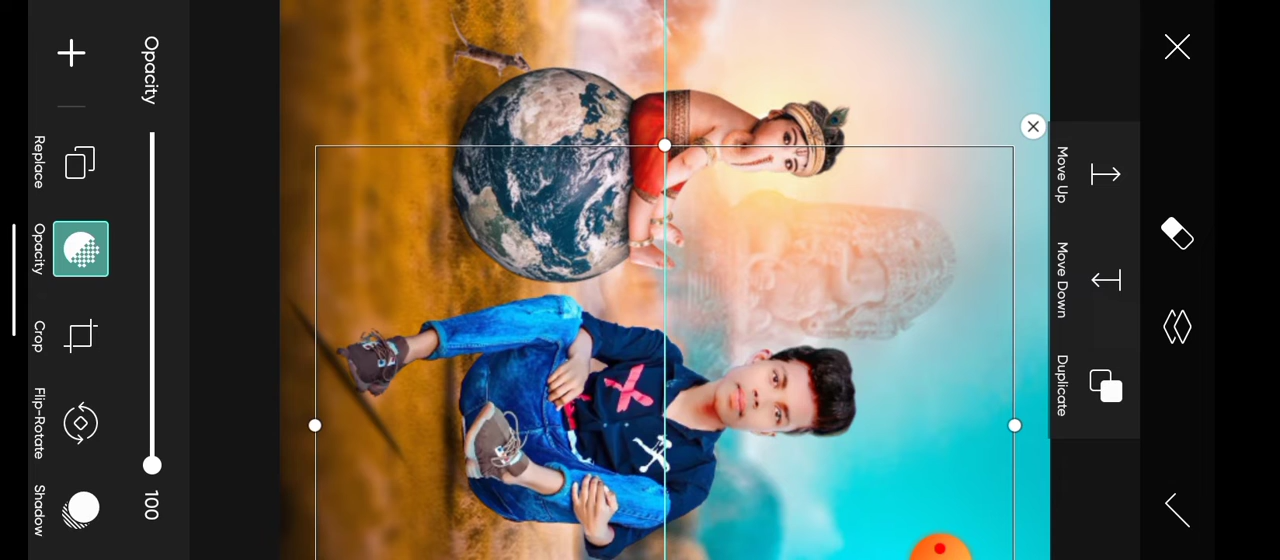 Move Up
Move Down
Duplicate
Opacity
100
Replace
Opacity
Crop
Flip-Rotate
Shadow